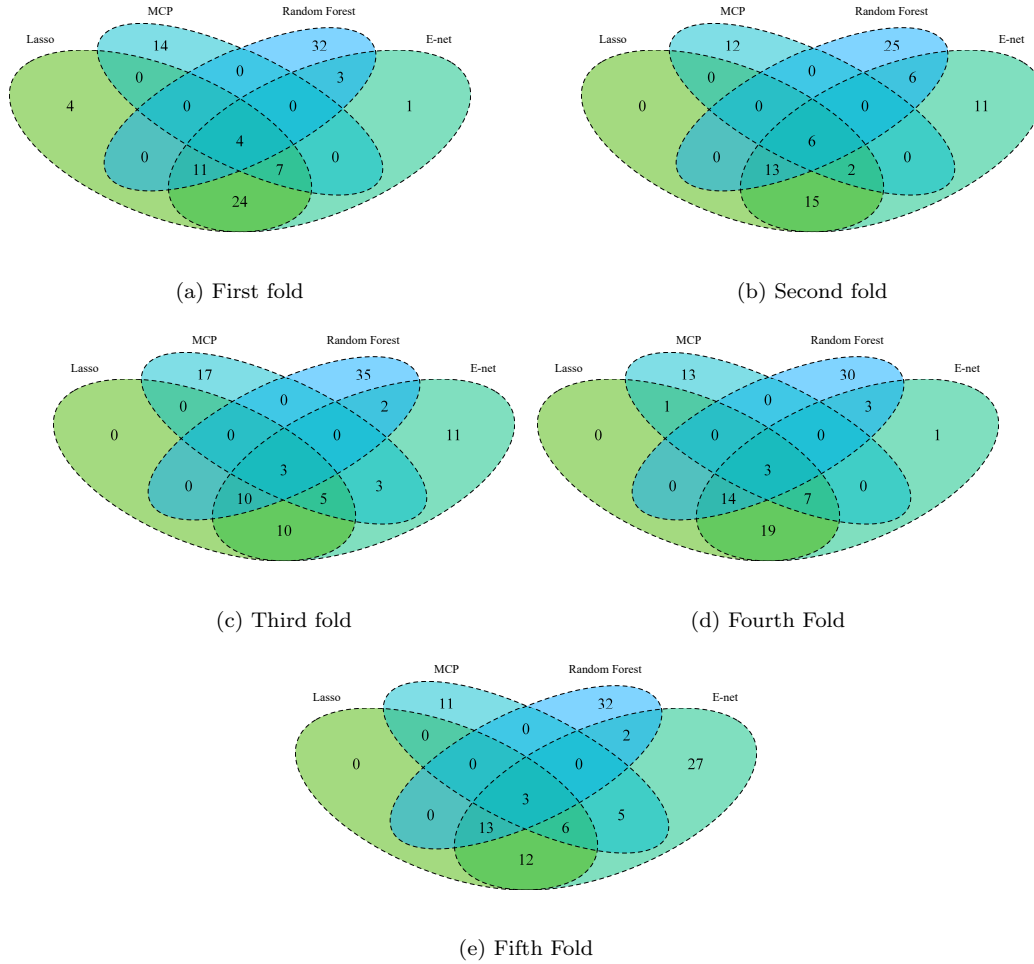 MCP Random Forest
Lasso E-net
14 32
0 0 3
4 0 0 1
4
0 11 7 0
24
(a) First fold
MCP Random Forest
Lasso E-net
12 25
0 0 6
0 0 0 11
6
0 13 2 0
15
(b) Second fold
MCP Random Forest
Lasso E-net
17 35
0 0 2
0 0 0 11
3
0 10 5 3
10
(c) Third fold
MCP Random Forest
Lasso E-net
13 30
1 0 3
0 0 0 1
3
0 14 7 0
19
(d) Fourth Fold
MCP Random Forest
Lasso E-net
11 32
0 0 2
0 0 0 27
3
0 13 6 5
12
(e) Fifth Fold